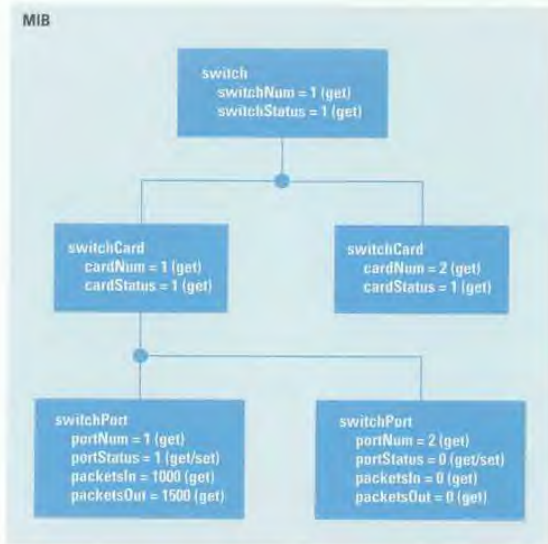 MIB
switch
switchNum = 1 (get)
switchStatus = 1 (get)
switchCard
cardNum = 1 (get)
cardStatus = 1 (get)
switchCard
cardNum = 2 (get)
cardStatus = 1 (get)
switchPort
portNum = 1 (get)
portStatus = 1 (get/set)
packetsIn = 1000 (get)
packetsOut = 1500 (get)
switchPort
portNum = 2 (get)
portStatus = 0 (get/set)
packetsIn = 0 (get)
packetsOut = 0 (get)